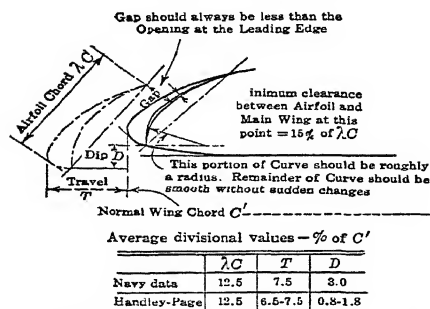 Gap should always be less than the
Opening at the Leading Edge
Airfoil Chord λ C
Gap
inimum clearance
between Airfoil and
Main Wing at this
point = 15% of λC
Dip D
This portion of Curve should be roughly
a radius. Remainder of Curve should be
smooth without sudden changes
Travel
T
Normal Wing Chord C'
Average divisional values — % of C'
λC T D
Navy data 12.5 7.5 3.0
Handley-Page 12.5 6.5-7.5 0.8-1.8